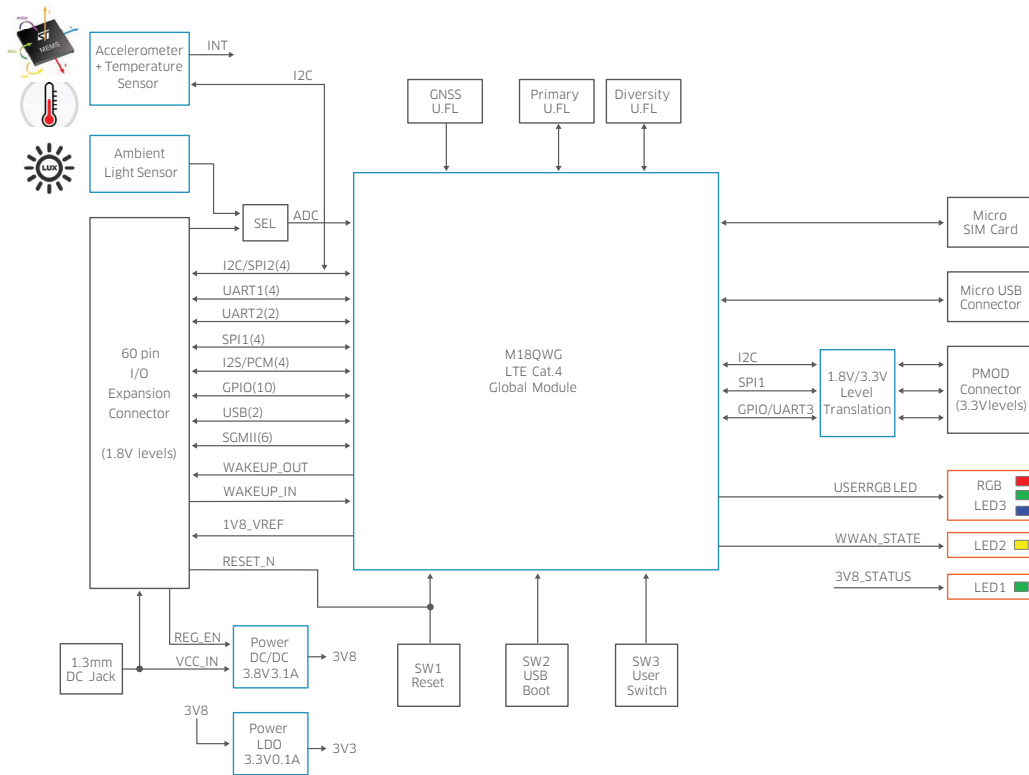 MEMS
Accelerometer
+ Temperature
Sensor
INT
I2C
LUX
Ambient
Light Sensor
SEL
ADC
GNSS
U.FL
Primary
U.FL
Diversity
U.FL
60 pin
I/O
Expansion
Connector
(1.8V levels)
I2C/SPI2(4)
UART1(4)
UART2(2)
SPI1(4)
I2S/PCM(4)
GPIO(10)
USB(2)
SGMII(6)
WAKEUP_OUT
WAKEUP_IN
1V8_VREF
RESET_N
M18QWG
LTE Cat.4
Global Module
Micro
SIM Card
Micro USB
Connector
I2C
SPI1
GPIO/UART3
1.8V/3.3V
Level
Translation
PMOD
Connector
(3.3V levels)
USERRGB LED
RGB
LED3
WWAN_STATE
LED2
3V8_STATUS
LED1
1.3mm
DC Jack
REG_EN
VCC_IN
Power
DC/DC
3.8V3.1A
3V8
3V8
Power
LDO
3.3V0.1A
3V3
SW1
Reset
SW2
USB
Boot
SW3
User
Switch